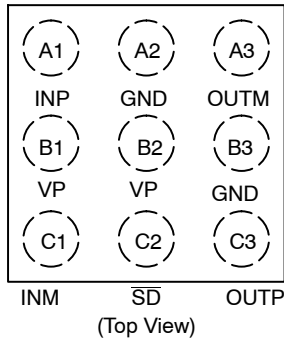 A1 A2 A3
INP GND OUTM
B1 B2 B3
VP VP GND
C1 C2 C3
INM SD OUTP
(Top View)